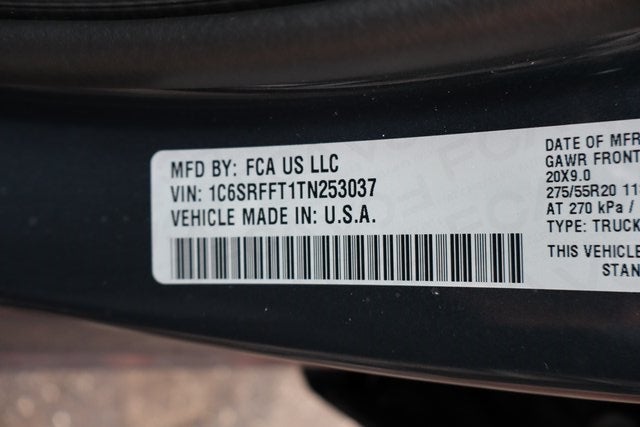 MFD BY: FCA US LLC
VIN: 1C6SRFFT1TN253037
VEHICLE MADE IN: U.S.A.
DATE OF MFR
GAWR FRONT
20X9.0
275/55R20 11
AT 270 kPa /
TYPE: TRUCK
THIS VEHICLE
STAN